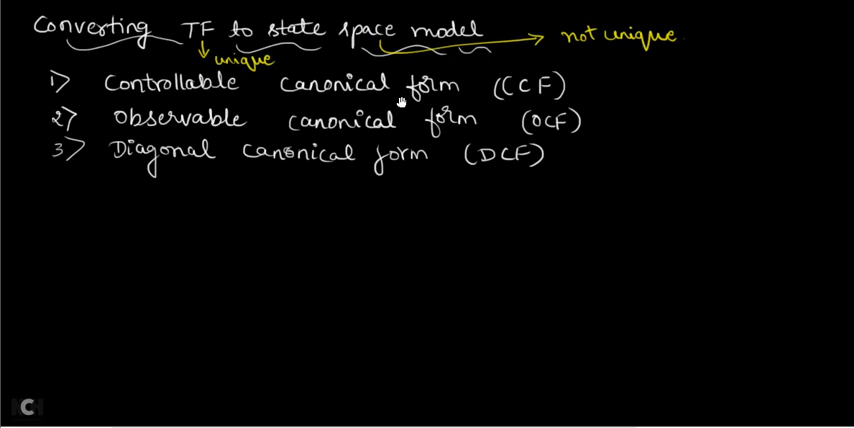 Converting TF to state space model → not unique
unique
1) Controllable canonical form (CCF)
2) Observable canonical form (OCF)
3) Diagonal canonical form (DCF)